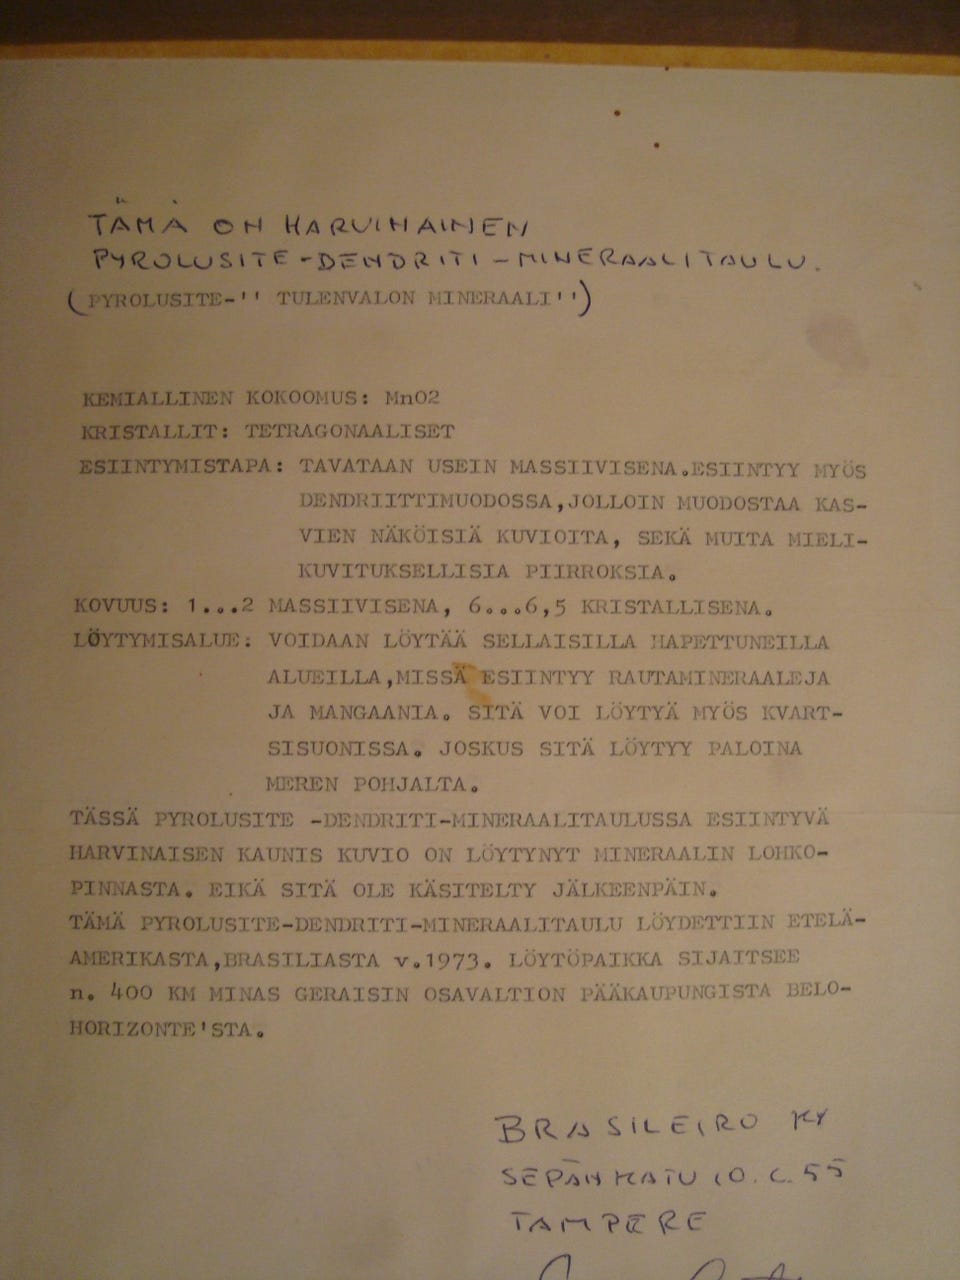 TÄMÄ ON HARVINAINEN
PYROLUSITE-DENDRITI-MINERAALITAULU.
(PYROLUSITE-'' TULENVALON MINERAALI'')
KEMIALLINEN KOKOOMUS: MnO2
KRISTALLIT: TETRAGONAALISET
ESIINTYMISTAPA: TAVATAAN USEIN MASSIIVISENA.ESIINTYY MYÖS
DENDRIITTIMUODOSSA,JOLLOIN MUODOSTAA KAS-
VIEN NÄKÖISIÄ KUVIOITA, SEKÄ MUITA MIELI-
KUVITUKSELLISIA PIIRROKSIA.
KOVUUS: 1...2 MASSIIVISENA, 6...6,5 KRISTALLISENA.
LÖYTYMISALUE: VOIDAAN LÖYTÄÄ SELLAISILLA HAPETTUNEILLA
ALUEILLA,MISSÄ ESIINTYY RAUTAMINERAALEJA
JA MANGAANIA. SITÄ VOI LÖYTYÄ MYÖS KVART-
SISUONISSA. JOSKUS SITÄ LÖYTYY PALOINA
MEREN POHJALTA.
TÄSSÄ PYROLUSITE -DENDRITI-MINERAALITAULUSSA ESIINTYVÄ
HARVINAISEN KAUNIS KUVIO ON LÖYTYNYT MINERAALIN LOHKO-
PINNASTA. EIKÄ SITÄ OLE KÄSITELTY JÄLKEENPÄIN.
TÄMÄ PYROLUSITE-DENDRITI-MINERAALITAULU LÖYDETTIIN ETELÄ-
AMERIKASTA,BRASILIASTA v.1973. LÖYTÖPAIKKA SIJAITSEE
n. 400 KM MINAS GERAISIN OSAVALTION PÄÄKAUPUNGISTA BELO-
HORIZONTE'STA.
BRASILEIRO KY
SEPÄNKATU 10.C.55
TAMPERE